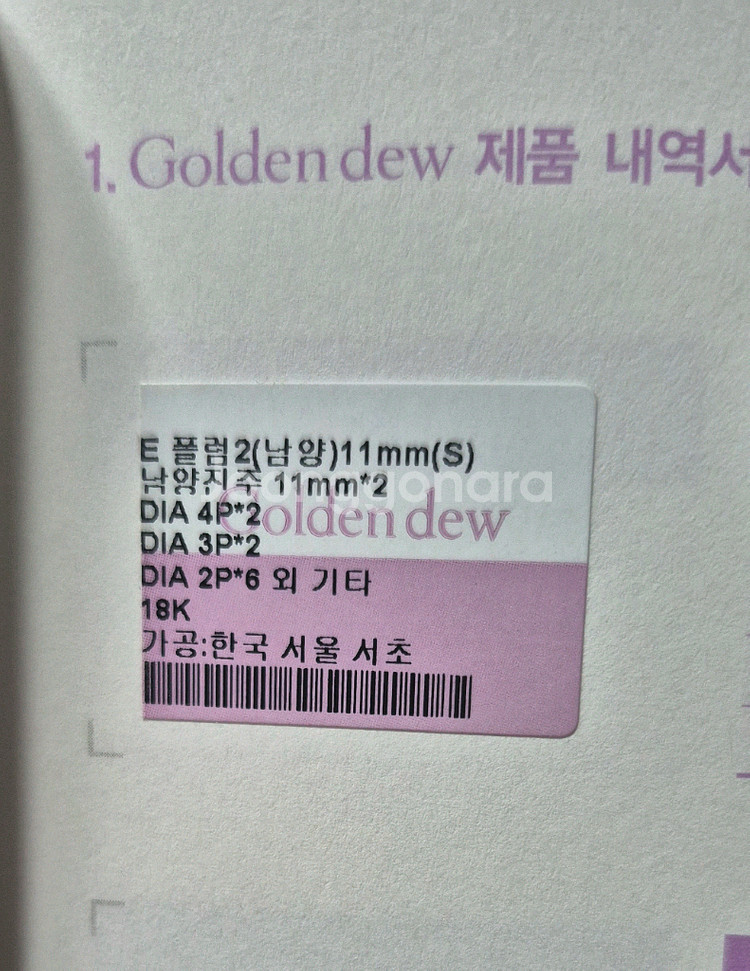 1. Golden dew 제품 내역서
E 폴럼2(남양)11mm(S)
남양진주 11mm*2
joonggonara
DIA 4P*2
Golden dew
DIA 3P*2
DIA 2P*6 외 기타
18K
가공:한국 서울 서초